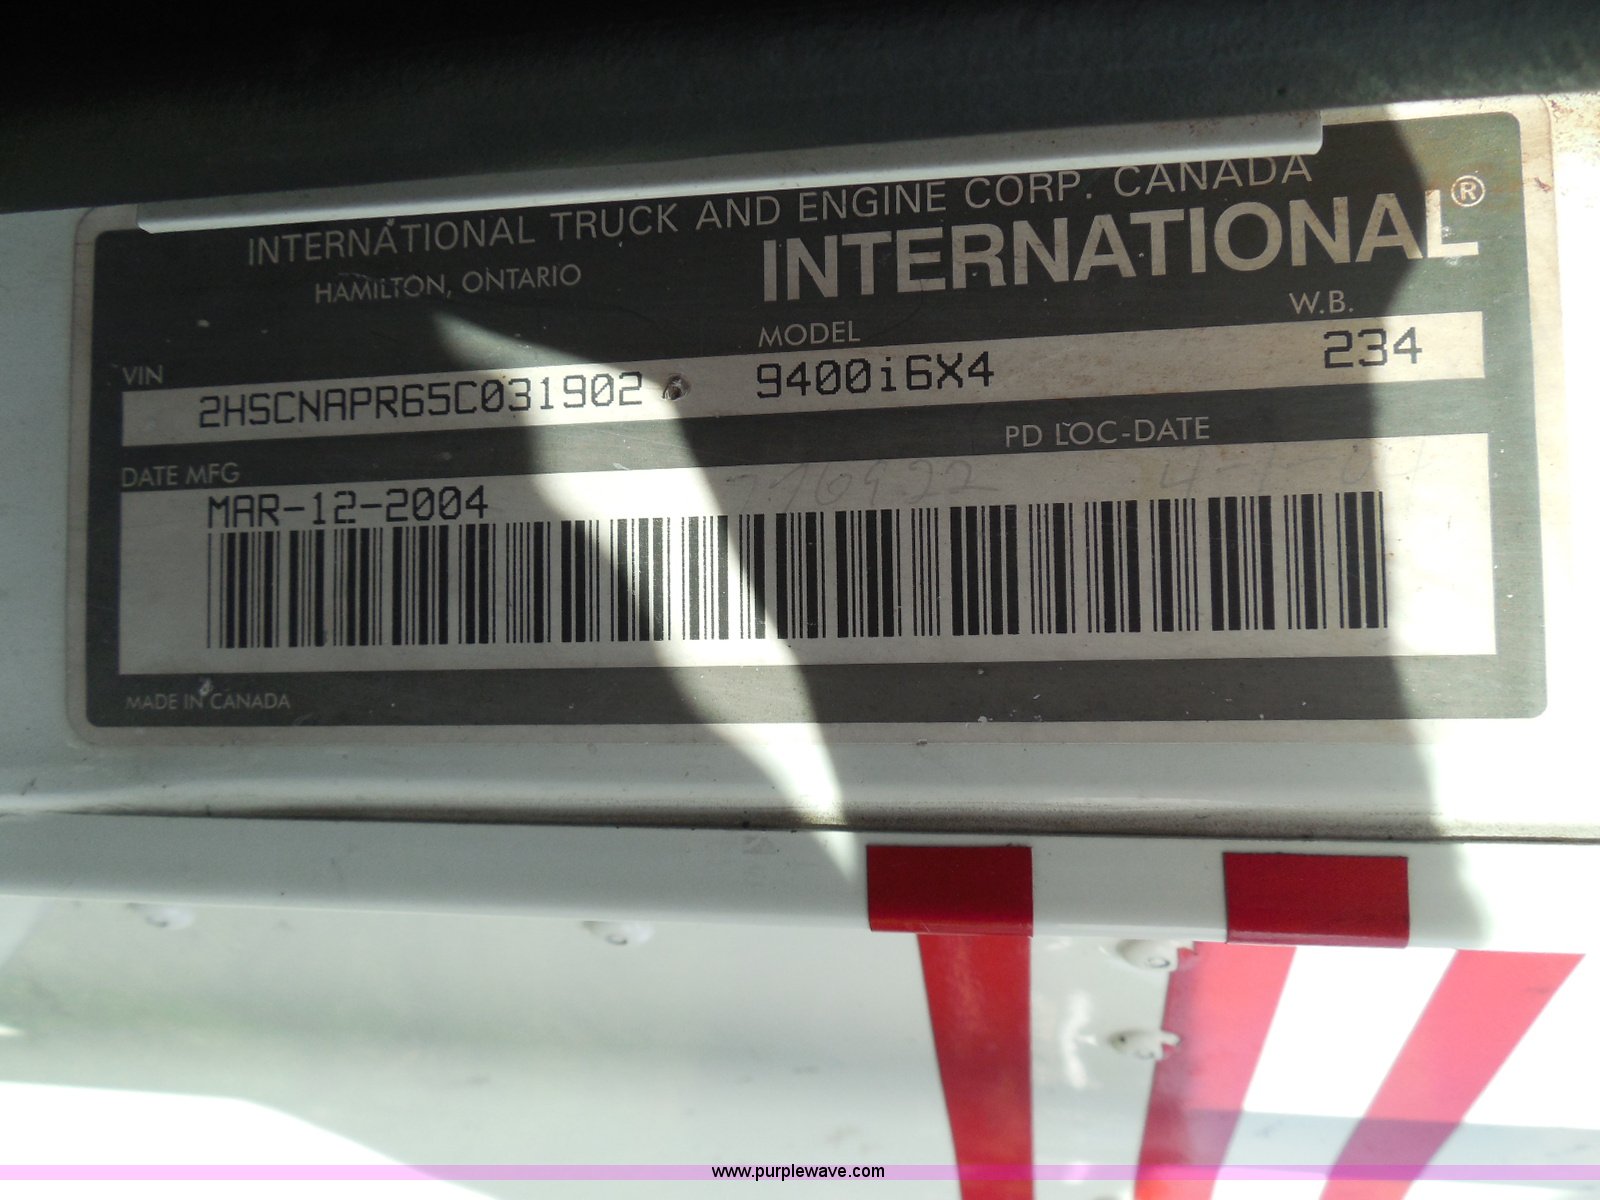 INTERNATIONAL TRUCK AND ENGINE CORP. CANADA
HAMILTON, ONTARIO
INTERNATIONAL®
VIN
MODEL
W.B.
2HSCNAPR65C031902
9400i6X4
234
DATE MFG
PD LOC-DATE
MAR-12-2004
MADE IN CANADA
www.purplewave.com